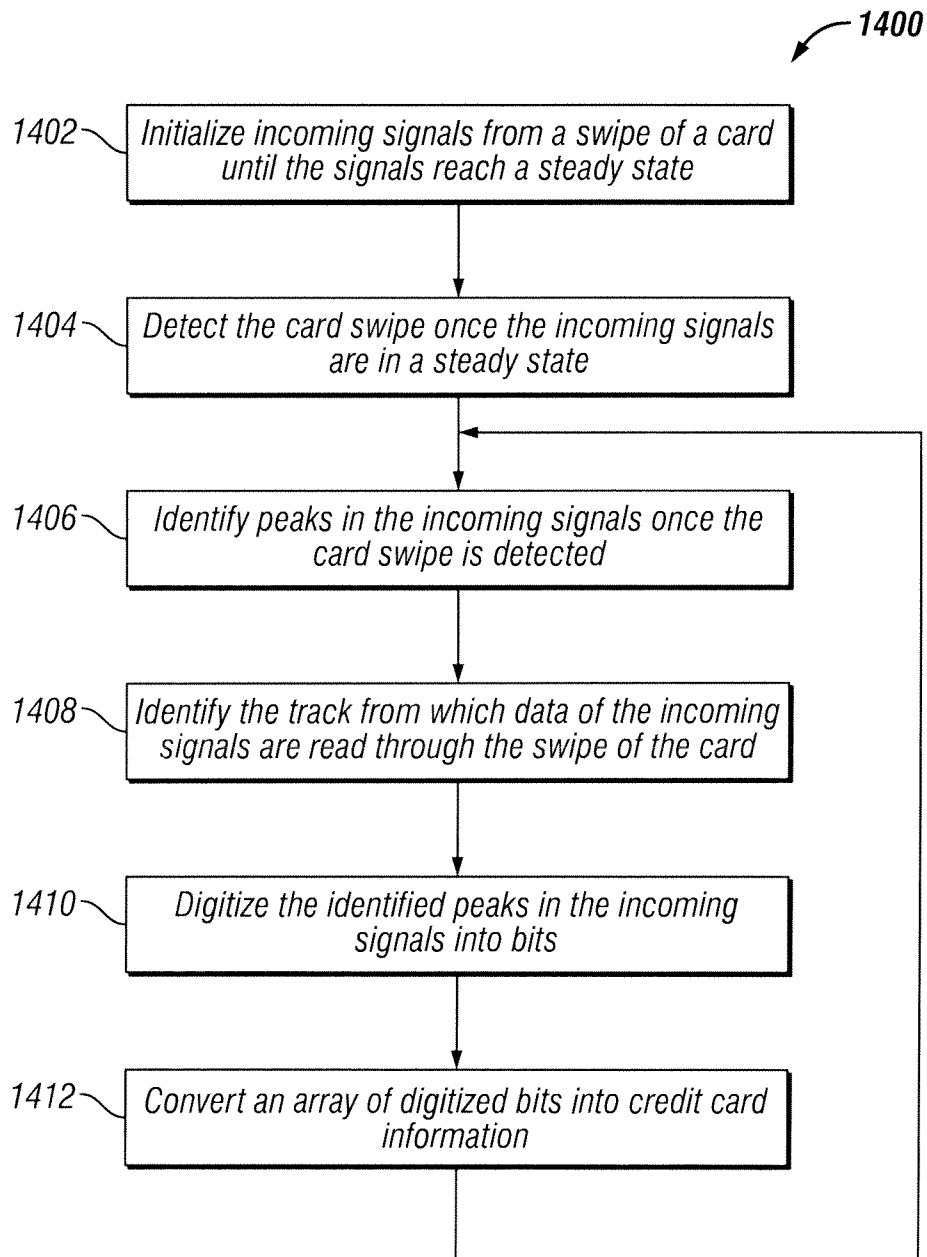 1400
1402
Initialize incoming signals from a swipe of a card
until the signals reach a steady state
1404
Detect the card swipe once the incoming signals
are in a steady state
1406
Identify peaks in the incoming signals once the
card swipe is detected
1408
Identify the track from which data of the incoming
signals are read through the swipe of the card
1410
Digitize the identified peaks in the incoming
signals into bits
1412
Convert an array of digitized bits into credit card
information